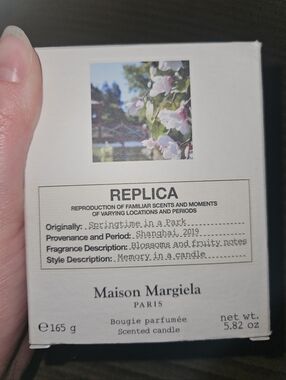 REPLICA
REPRODUCTION OF FAMILIAR SCENTS AND MOMENTS
OF VARYING LOCATIONS AND PERIODS
Originally: Springtime in a Park
Provenance and Period: Shanghai, 2019
Fragrance Description: Blossoms and fruity notes
Style Description: Memory in a candle
Maison Margiela
PARIS
℮ 165 g
Bougie parfumée
Scented candle
net wt.
5.82 oz